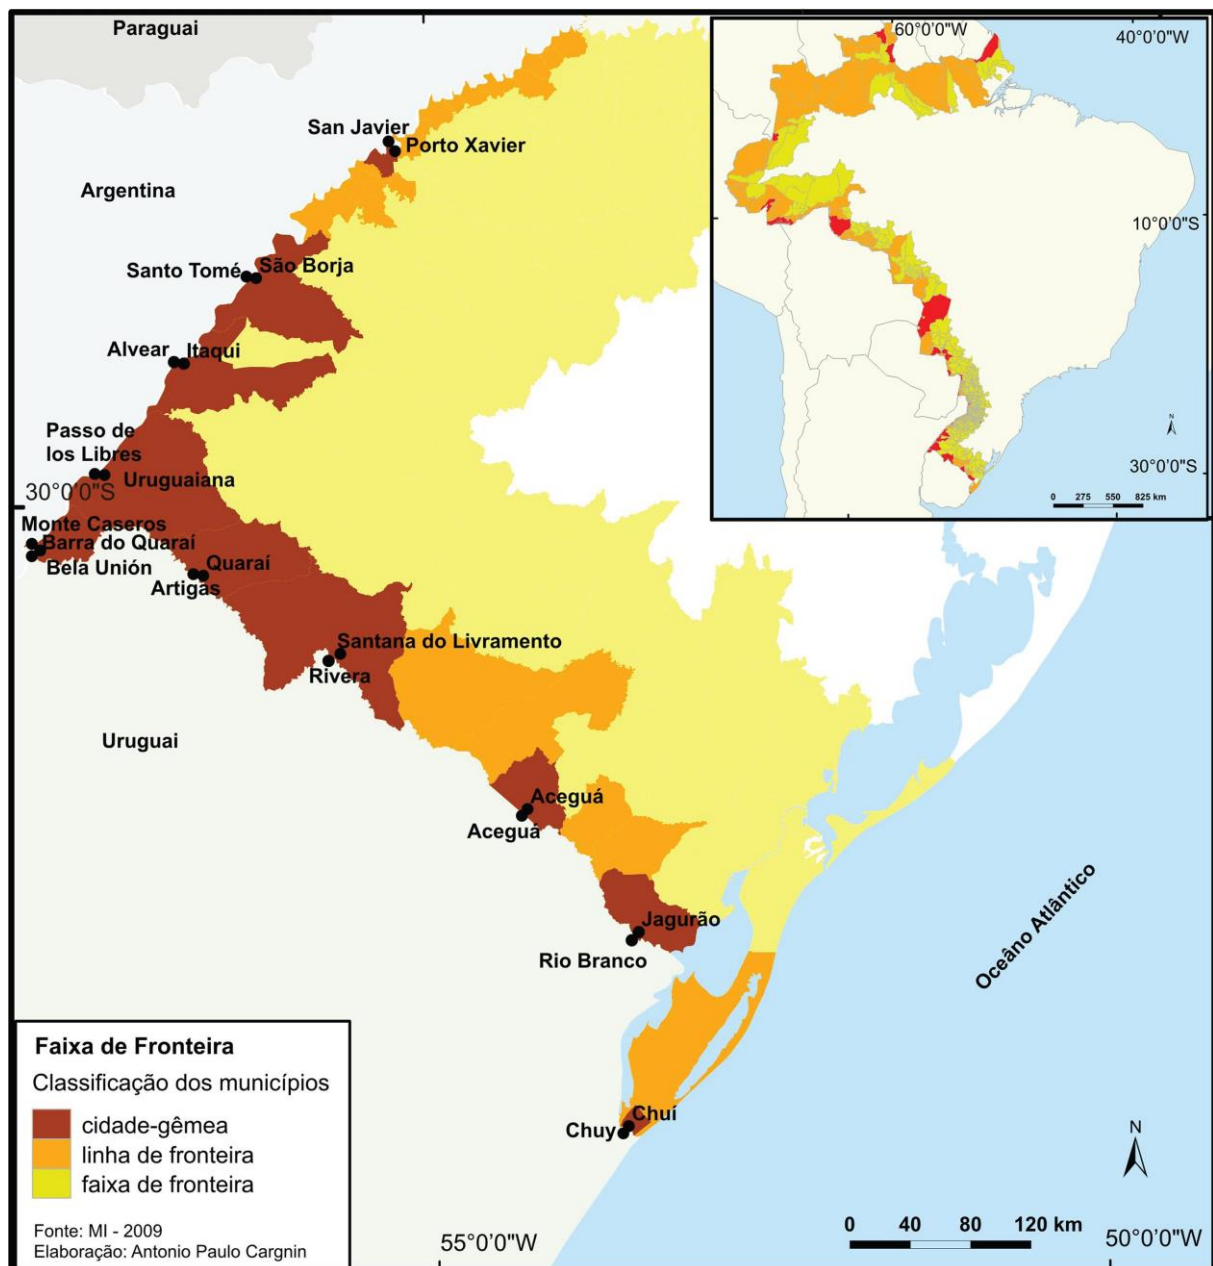 Paraguai
San Javier
Porto Xavier
Argentina
Santo Tomé
São Borja
Alvear
Itaqui
Passo de
los Libres
Uruguaiana
30°0'0"S
Monte Caseros
Barra do Quaraí
Bela Unión
Quaraí
Artigas
Santana do Livramento
Rivera
Uruguai
Aceguá
Aceguá
Jagurão
Rio Branco
Chuí
Chuy
Oceâno Atlântico
60°0'0"W
40°0'0"W
10°0'0"S
30°0'0"S
N
0 275 550 825 km
Faixa de Fronteira
Classificação dos municípios
cidade-gêmea
linha de fronteira
faixa de fronteira
Fonte: MI - 2009
Elaboração: Antonio Paulo Cargnin
N
0 40 80 120 km
55°0'0"W
50°0'0"W